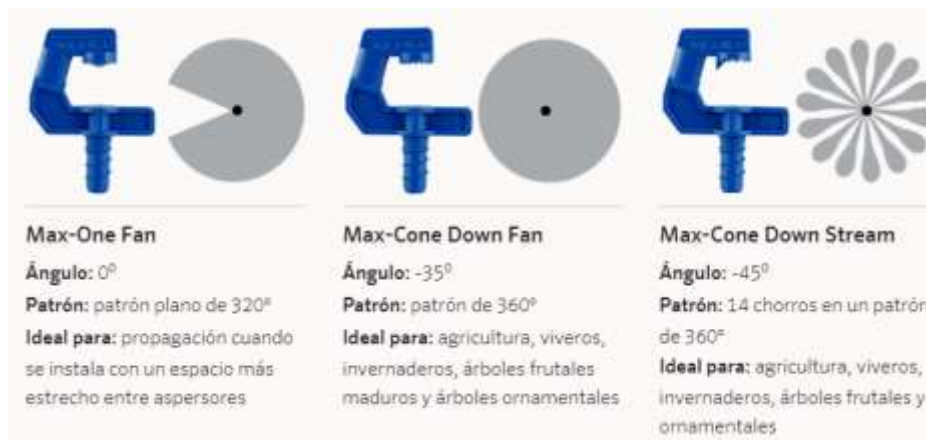 Max-One Fan
Ángulo: 0⁰
Patrón: patrón plano de 320º
Ideal para: propagación cuando
se instala con un espacio más
estrecho entre aspersores
Max-Cone Down Fan
Ángulo: -35⁰
Patrón: patrón de 360º
Ideal para: agricultura, viveros,
invernaderos, árboles frutales
maduros y árboles ornamentales
Max-Cone Down Stream
Ángulo: -45⁰
Patrón: 14 chorros en un patrón
de 360º
Ideal para: agricultura, viveros,
invernaderos, árboles frutales y
ornamentales